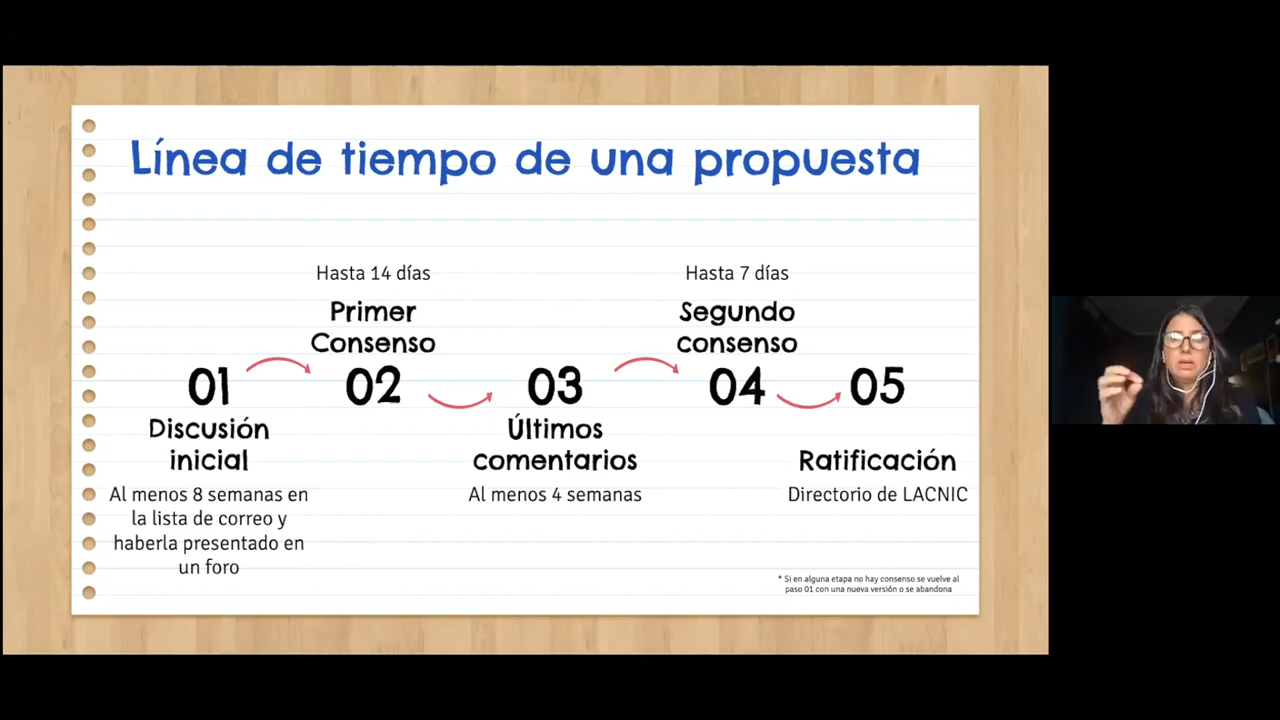 Línea de tiempo de una propuesta
Hasta 14 días
Primer
Consenso
Hasta 7 días
Segundo
consenso
01
02
03
04
05
Discusión
inicial
Al menos 8 semanas en
la lista de correo y
haberla presentado en
un foro
Últimos
comentarios
Al menos 4 semanas
Ratificación
Directorio de LACNIC
* Si en alguna etapa no hay consenso se vuelve al
paso 01 con una nueva versión o se abandona